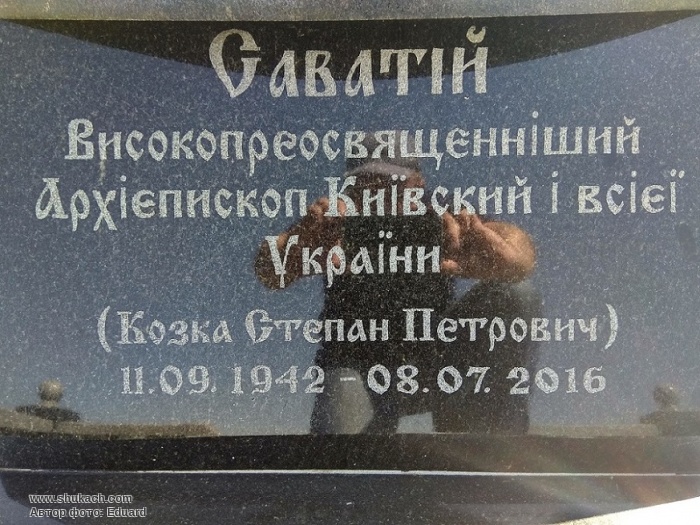 Саватій
Високопреосвященніший
Архієпископ Київский і всієї
України
(Козка Степан Петрович)
11.09.1942 - 08.07.2016
www.shukach.com
Автор фото: Eduard